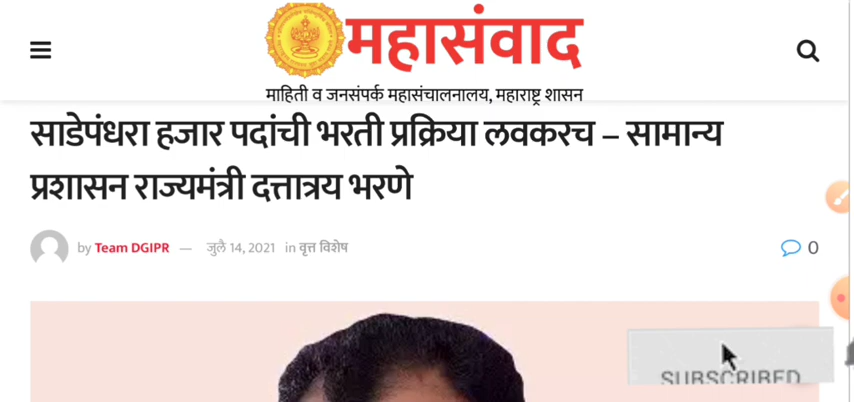 महासंवाद
माहिती व जनसंपर्क महासंचालनालय, महाराष्ट्र शासन
साडेपंधरा हजार पदांची भरती प्रक्रिया लवकरच – सामान्य
प्रशासन राज्यमंत्री दत्तात्रय भरणे
by Team DGIPR — जुलै 14, 2021 in वृत्त विशेष 0
SUBSCRIBED